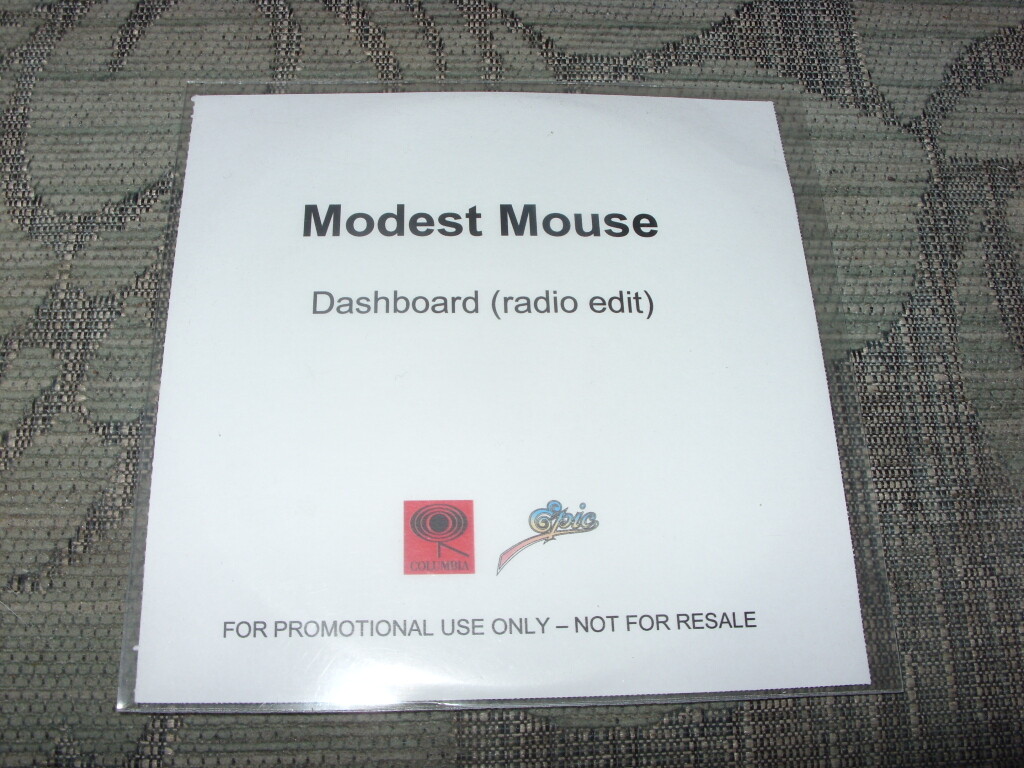 Modest Mouse
Dashboard (radio edit)
COLUMBIA
Epic
FOR PROMOTIONAL USE ONLY – NOT FOR RESALE